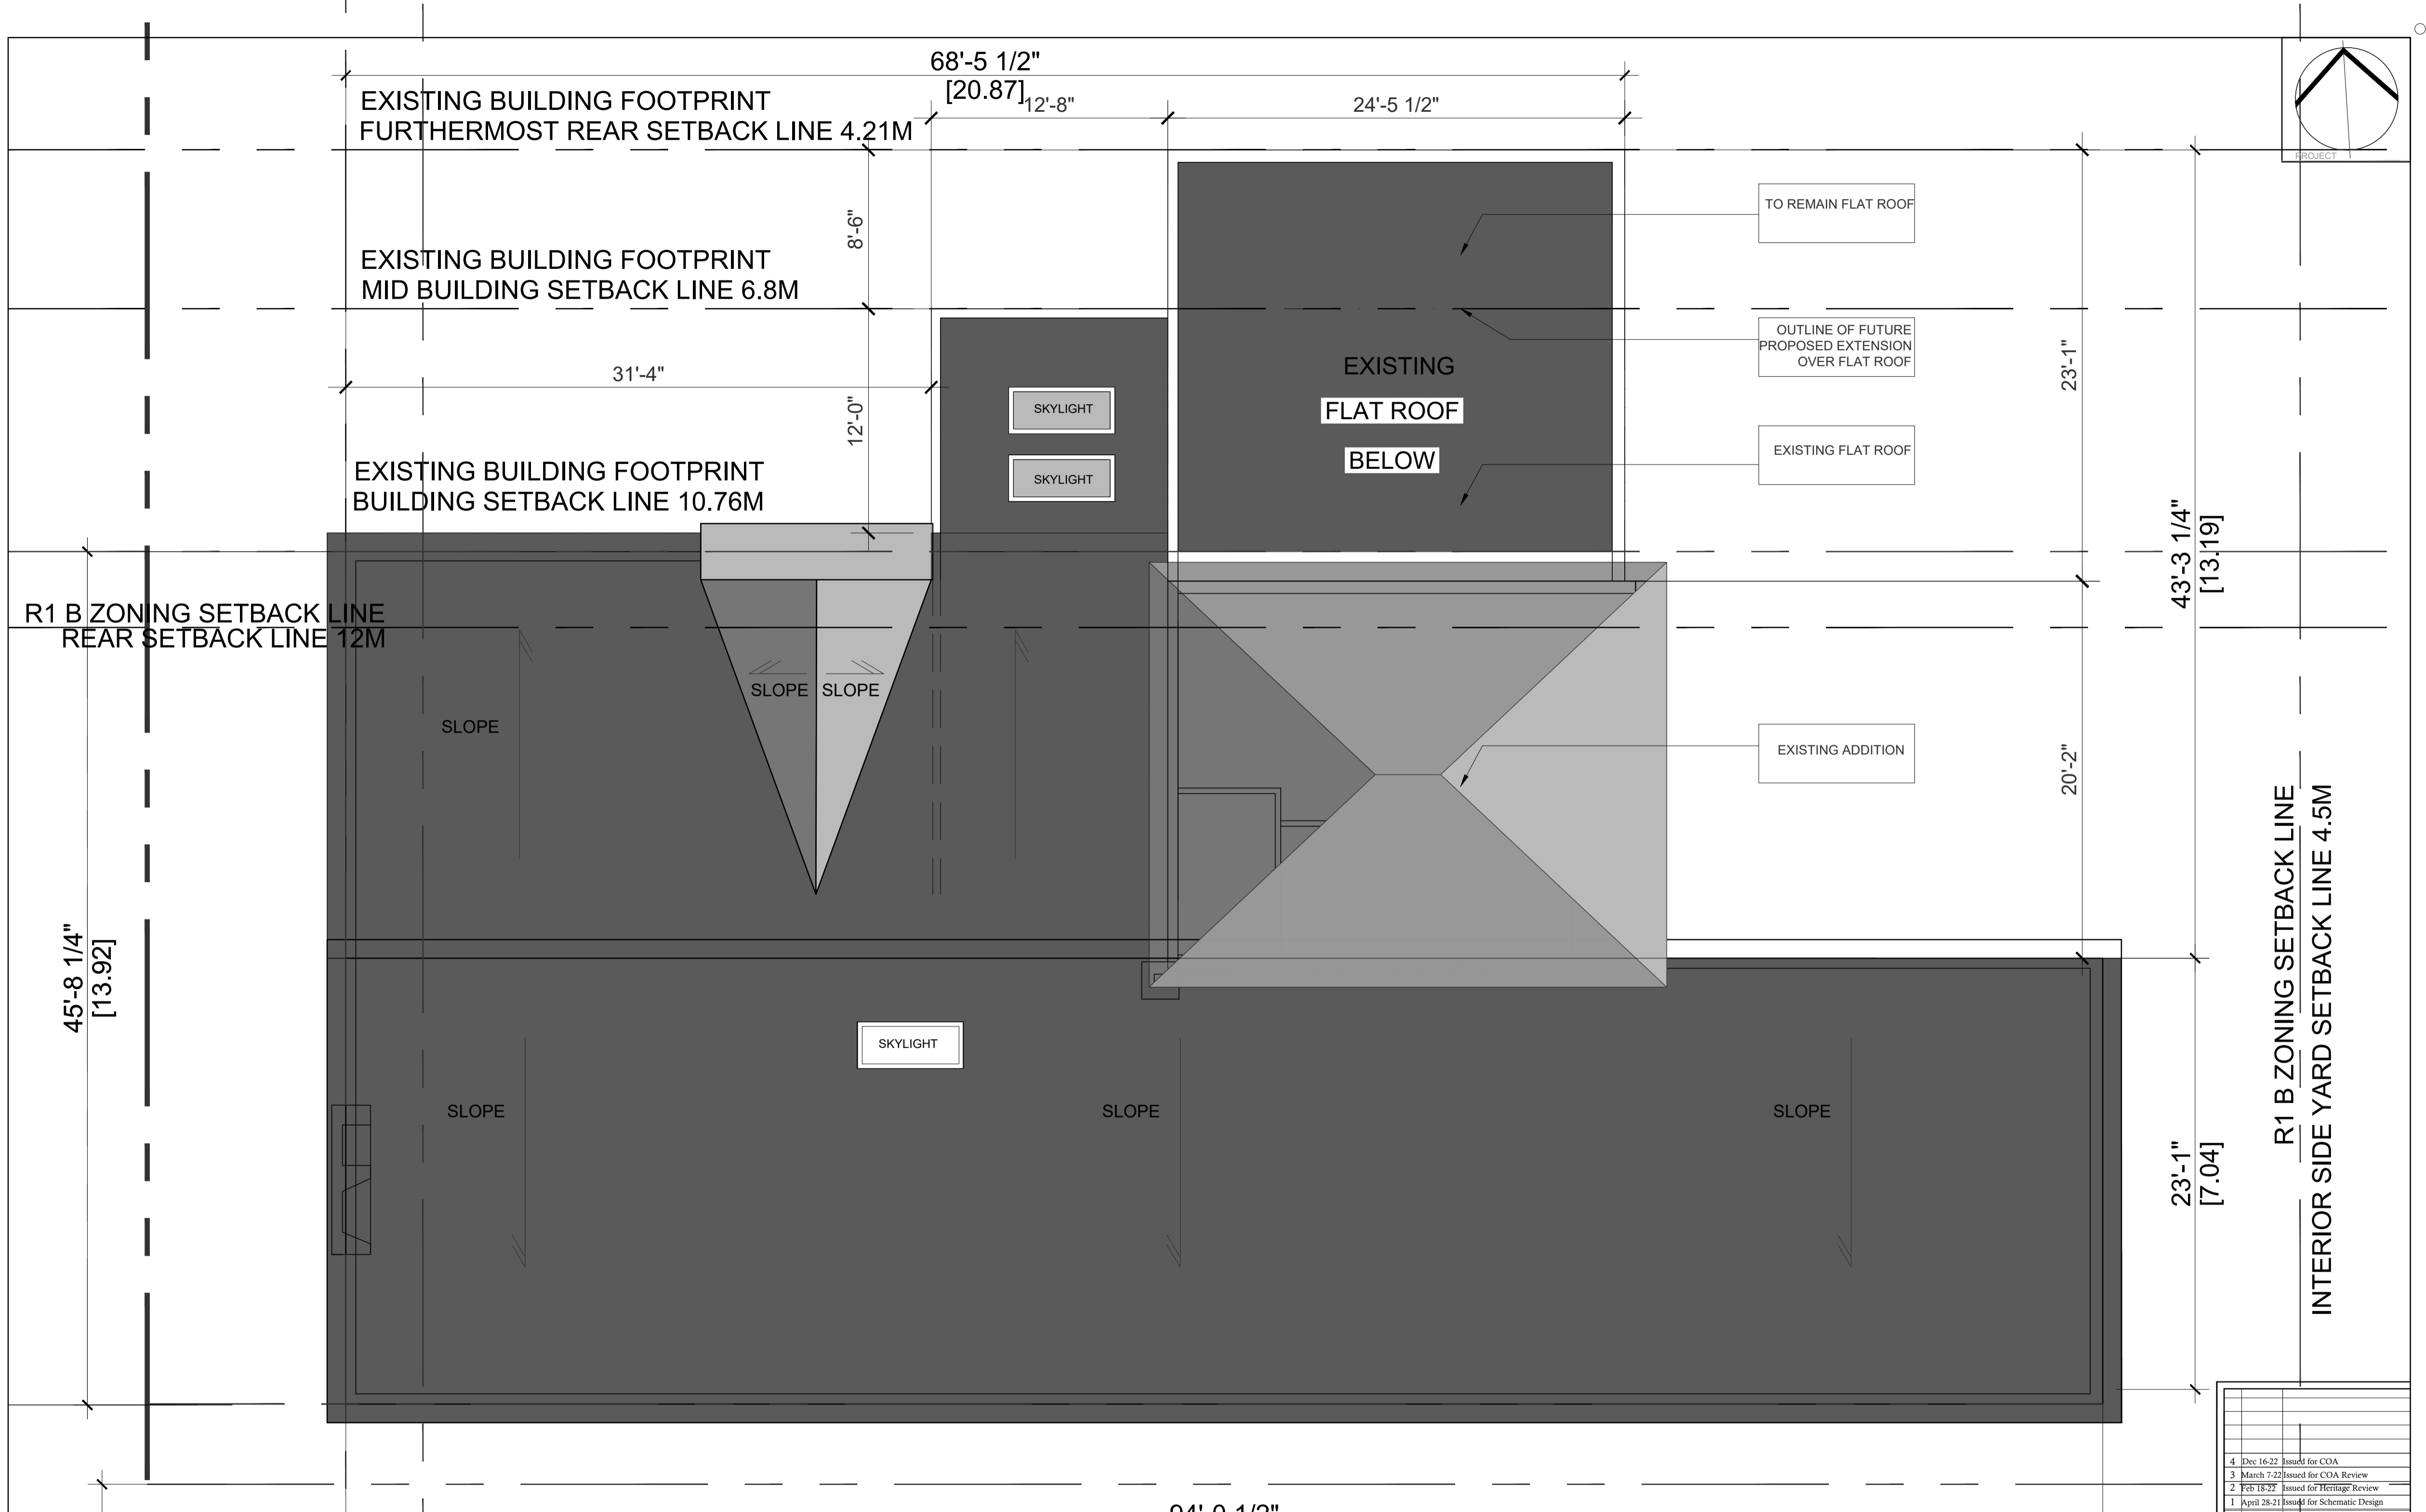 68'-5 1/2"
[20.87]
12'-8"
24'-5 1/2"
EXISTING BUILDING FOOTPRINT
FURTHERMOST REAR SETBACK LINE 4.21M
PROJECT
TO REMAIN FLAT ROOF
8'-6"
EXISTING BUILDING FOOTPRINT
MID BUILDING SETBACK LINE 6.8M
OUTLINE OF FUTURE
PROPOSED EXTENSION
OVER FLAT ROOF
23'-1"
31'-4"
EXISTING
FLAT ROOF
BELOW
SKYLIGHT
SKYLIGHT
12'-0"
EXISTING FLAT ROOF
EXISTING BUILDING FOOTPRINT
BUILDING SETBACK LINE 10.76M
43'-3 1/4"
[13.19]
R1 B ZONING SETBACK LINE
REAR SETBACK LINE 12M
SLOPE
SLOPE
SLOPE
EXISTING ADDITION
20'-2"
R1 B ZONING SETBACK LINE
INTERIOR SIDE YARD SETBACK LINE 4.5M
45'-8 1/4"
[13.92]
SKYLIGHT
SLOPE
SLOPE
SLOPE
23'-1"
[7.04]
4 Dec 16-22 Issued for COA
3 March 7-22 Issued for COA Review
2 Feb 18-22 Issued for Heritage Review
1 April 28-21 Issued for Schematic Design
94'-0 1/2"